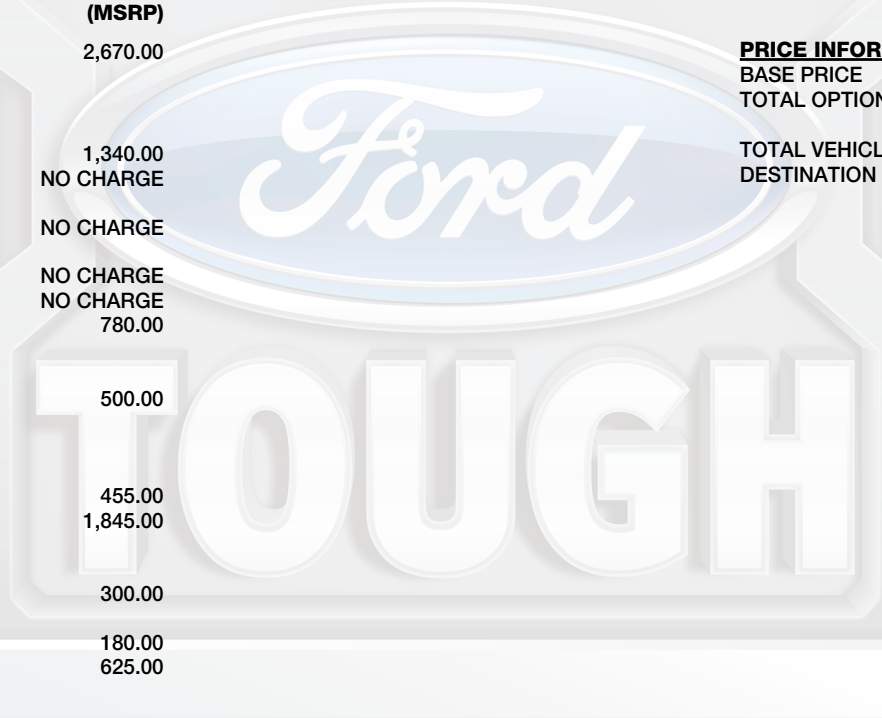 (MSRP)
2,670.00
1,340.00
NO CHARGE
NO CHARGE
NO CHARGE
NO CHARGE
780.00
500.00
455.00
1,845.00
300.00
180.00
625.00
PRICE INFOR
BASE PRICE
TOTAL OPTION
TOTAL VEHICL
DESTINATION
Ford
TOUGH